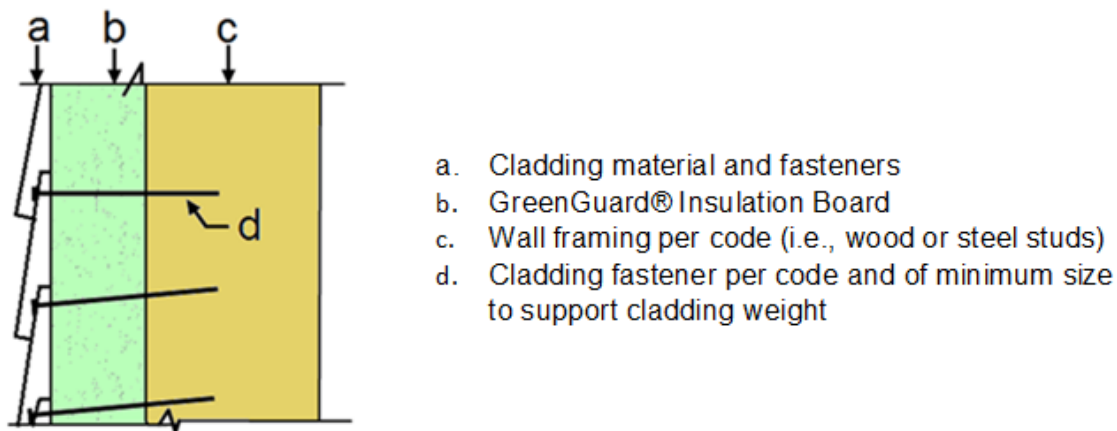 a b c
d
a. Cladding material and fasteners
b. GreenGuard® Insulation Board
c. Wall framing per code (i.e., wood or steel studs)
d. Cladding fastener per code and of minimum size
to support cladding weight